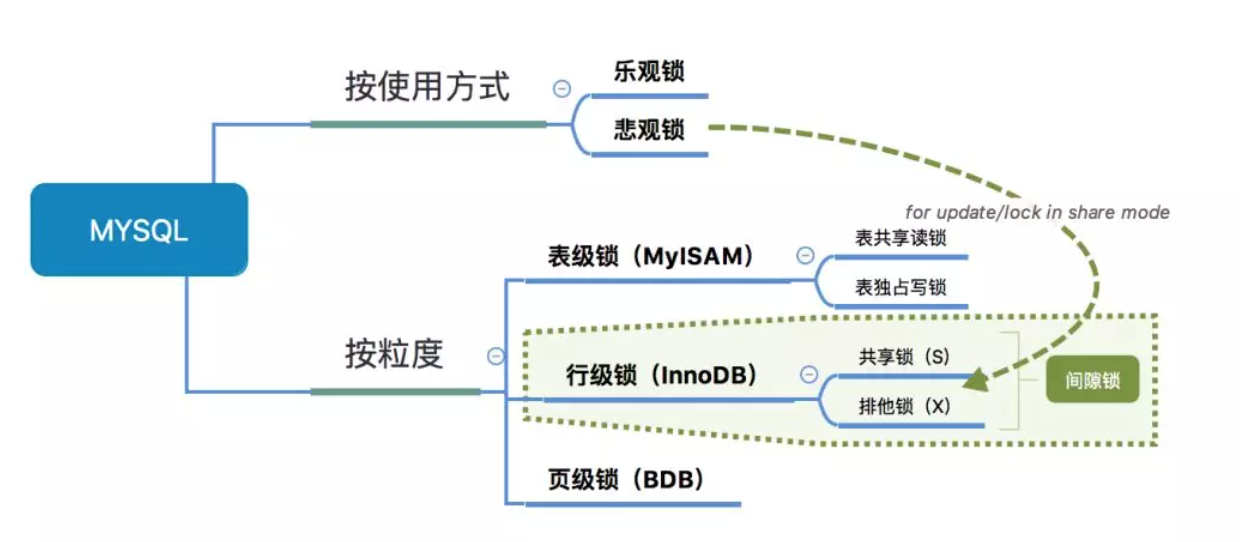 按使用方式
乐观锁
悲观锁
for update/lock in share mode
MYSQL
表级锁（MyISAM）
表共享读锁
表独占写锁
按粒度
行级锁（InnoDB）
共享锁（S）
排他锁（X）
间隙锁
页级锁（BDB）